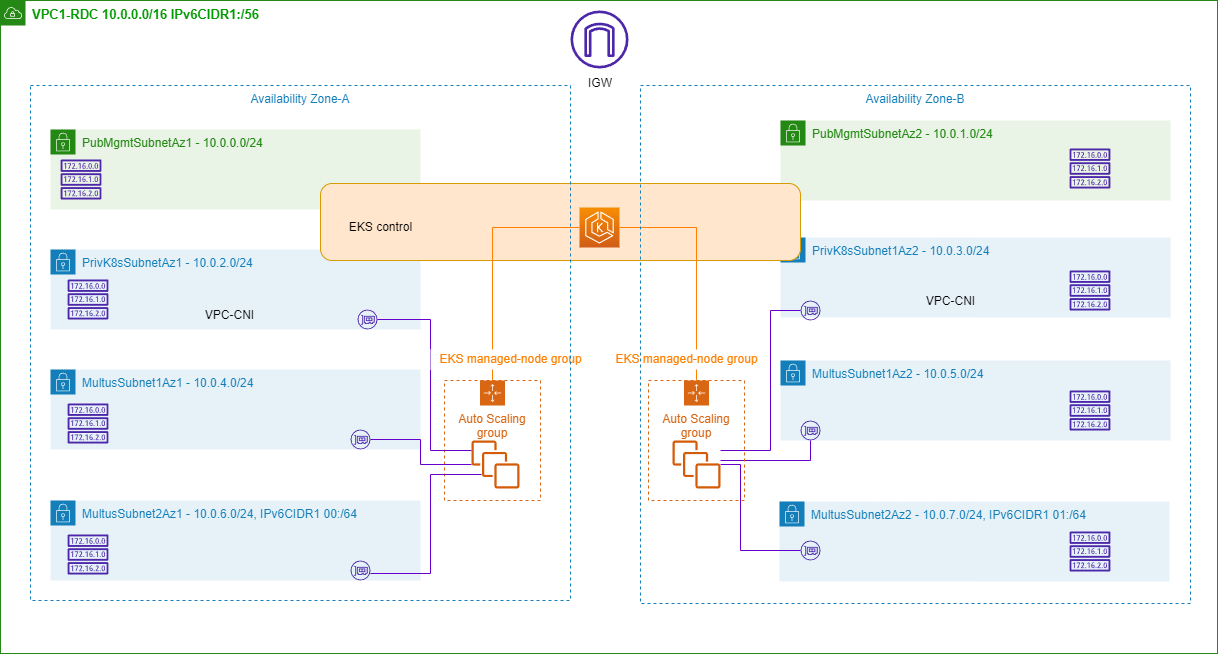 VPC1-RDC 10.0.0.0/16 IPv6CIDR1:/56
IGW
Availability Zone-A
PubMgmtSubnetAz1 - 10.0.0.0/24
172.16.0.0
172.16.1.0
172.16.2.0
Availability Zone-B
PubMgmtSubnetAz2 - 10.0.1.0/24
172.16.0.0
172.16.1.0
172.16.2.0
EKS control
K
PrivK8sSubnetAz1 - 10.0.2.0/24
172.16.0.0
172.16.1.0
172.16.2.0
VPC-CNI
PrivK8sSubnet1Az2 - 10.0.3.0/24
172.16.0.0
172.16.1.0
172.16.2.0
VPC-CNI
EKS managed-node group
EKS managed-node group
MultusSubnet1Az1 - 10.0.4.0/24
172.16.0.0
172.16.1.0
172.16.2.0
Auto Scaling
group
Auto Scaling
group
MultusSubnet1Az2 - 10.0.5.0/24
172.16.0.0
172.16.1.0
172.16.2.0
MultusSubnet2Az1 - 10.0.6.0/24, IPv6CIDR1 00:/64
172.16.0.0
172.16.1.0
172.16.2.0
MultusSubnet2Az2 - 10.0.7.0/24, IPv6CIDR1 01:/64
172.16.0.0
172.16.1.0
172.16.2.0